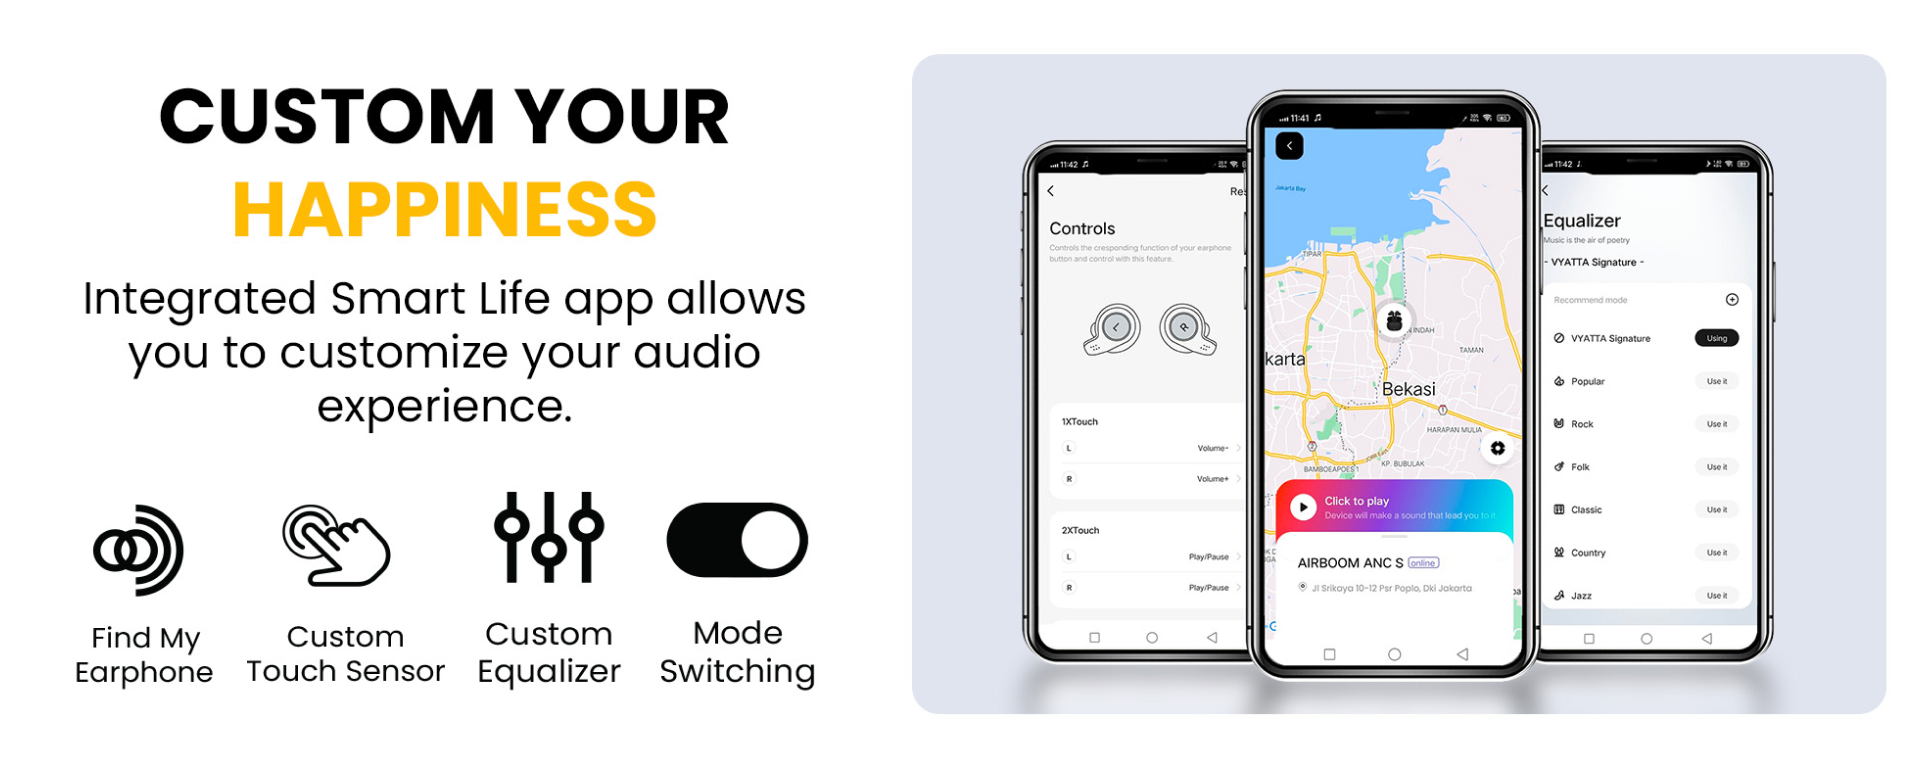 CUSTOM YOUR
HAPPINESS
Integrated Smart Life app allows
you to customize your audio
experience.
Find My
Earphone
Custom
Touch Sensor
Custom
Equalizer
Mode
Switching
11:42
Controls
Controls the cresponding function of your earphone
button and control with this feature.
L
R
1XTouch
L Volume-
R Volume+
2XTouch
L Play/Pause
R Play/Pause
11:41
Jakarta Bay
TIPAR
INDAH
karta
TAMAN
Bekasi
HARAPAN MULIA
BAMBOEAPOES 1
KP. BUBULAK
Click to play
Device will make a sound that lead you to it
AIRBOOM ANC S online
Jl Srikaya 10-12 Psr Poplo, Dki Jakarta
11:42
Equalizer
Music is the air of poetry
- VYATTA Signature -
Recommend mode
VYATTA Signature Using
Popular Use it
Rock Use it
Folk Use it
Classic Use it
Country Use it
Jazz Use it